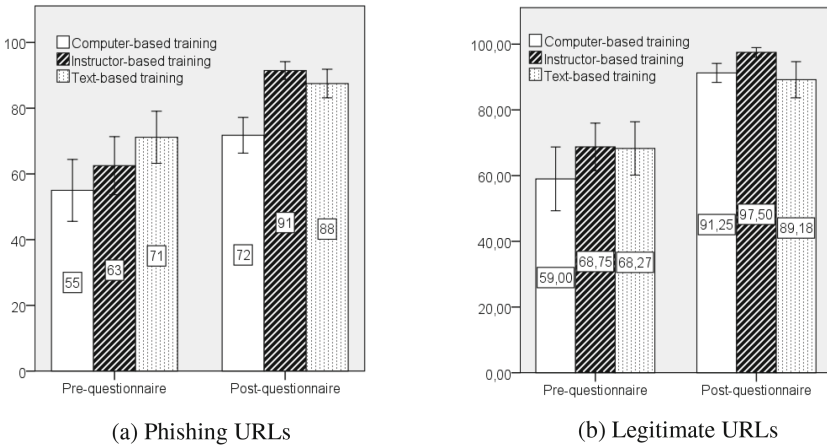 100
80
60
40
20
0
Computer-based training
Instructor-based training
Text-based training
55
63
71
72
91
88
Pre-questionnaire
Post-questionnaire
(a) Phishing URLs
100,00
80,00
60,00
40,00
20,00
0,00
Computer-based training
Instructor-based training
Text-based training
59,00
68,75
68,27
91,25
97,50
89,18
Pre-questionnaire
Post-questionnaire
(b) Legitimate URLs